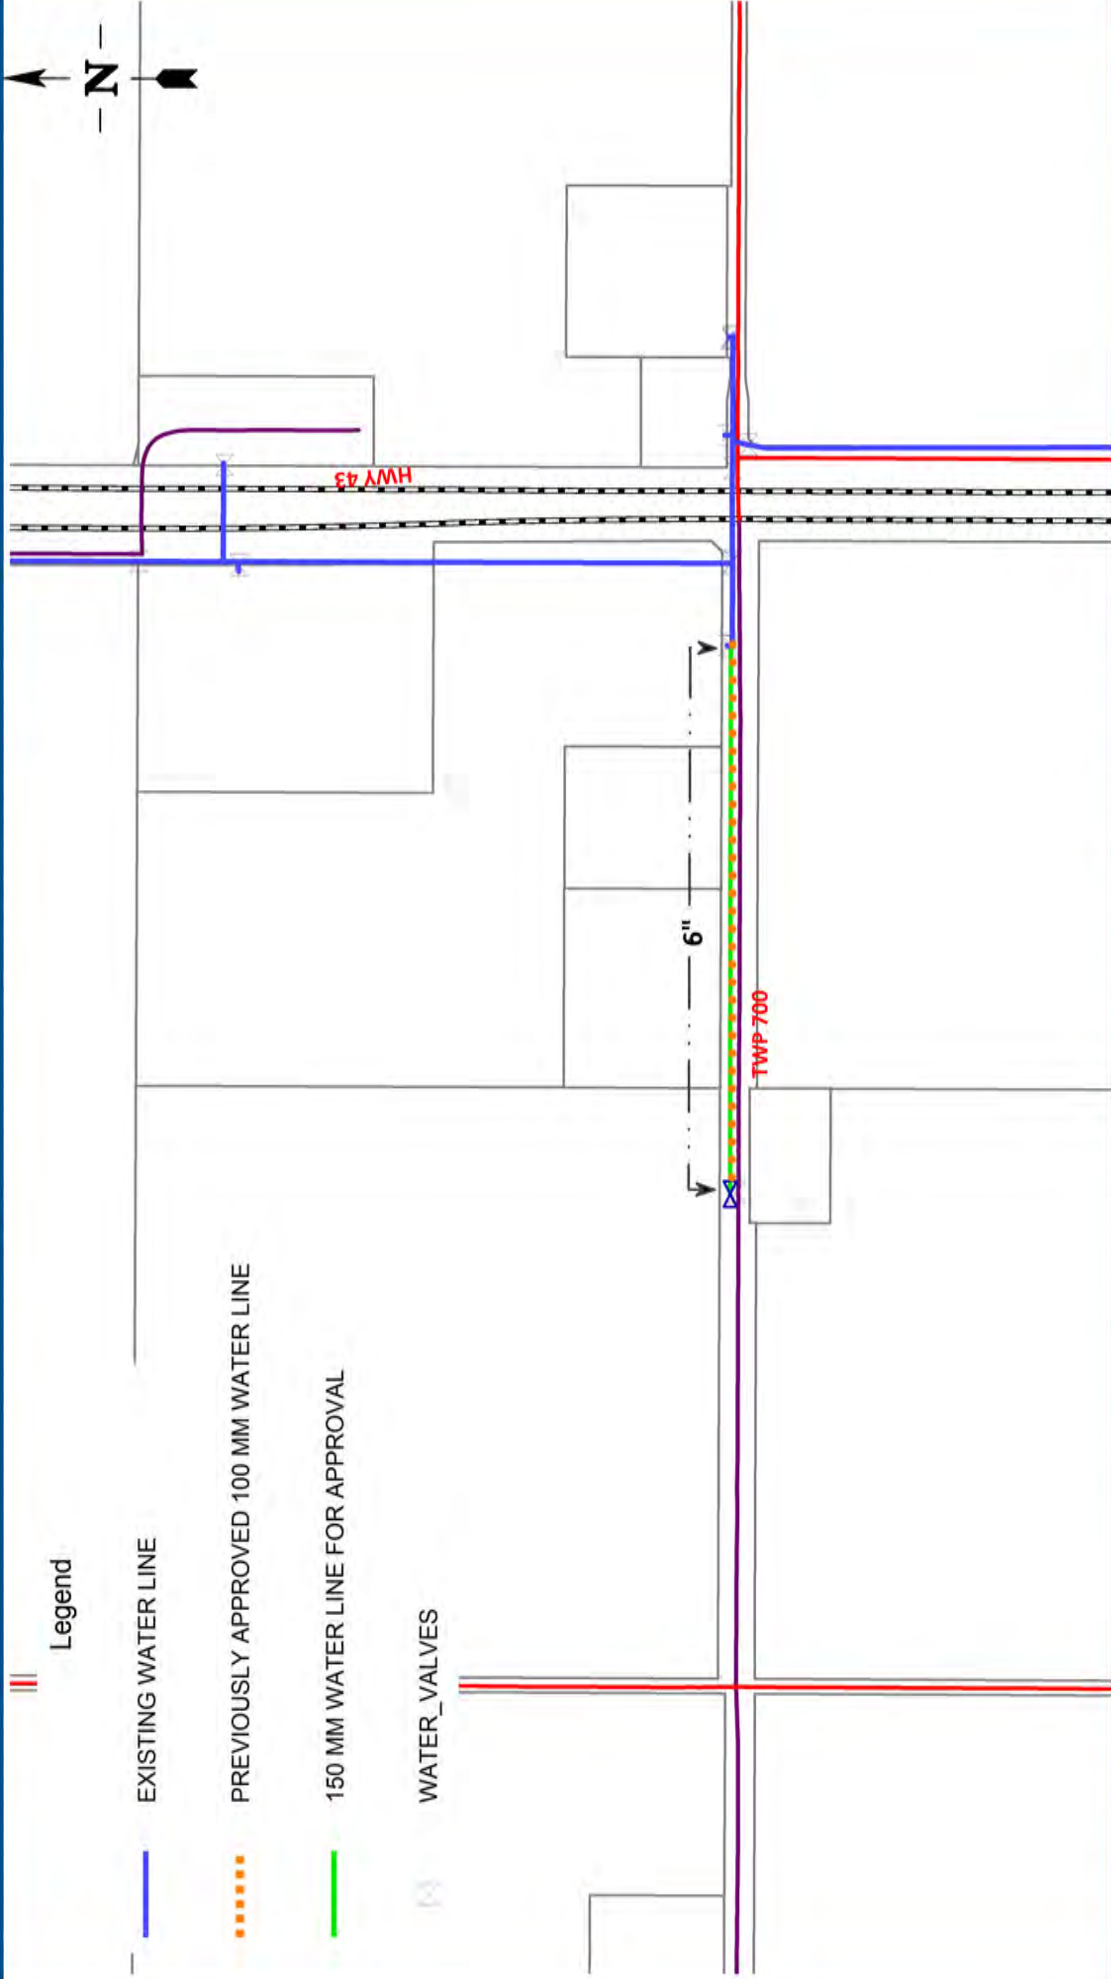 - N -
Legend
EXISTING WATER LINE
PREVIOUSLY APPROVED 100 MM WATER LINE
150 MM WATER LINE FOR APPROVAL
WATER_VALVES
HWY 43
6"
TWP 700